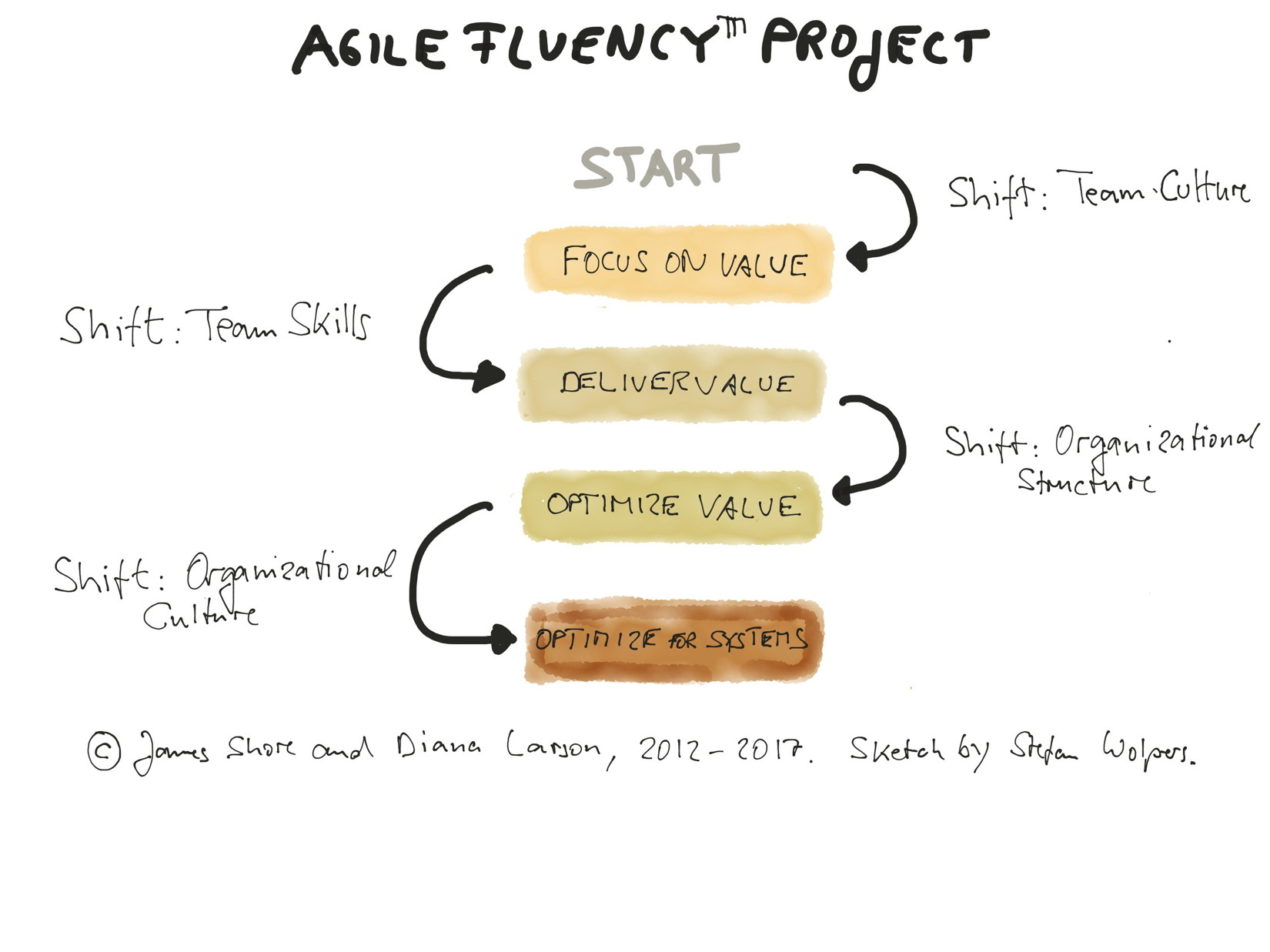 AGILE FLUENCY™ PROJECT
START
Shift: Team Culture
FOCUS ON VALUE
Shift: Team Skills
DELIVER VALUE
Shift: Organizational
Structure
OPTIMIZE VALUE
Shift: Organizational
Culture
OPTIMIZE FOR SYSTEMS
© James Shore and Diana Larson, 2012–2017. Sketch by Stefan Wolpers.